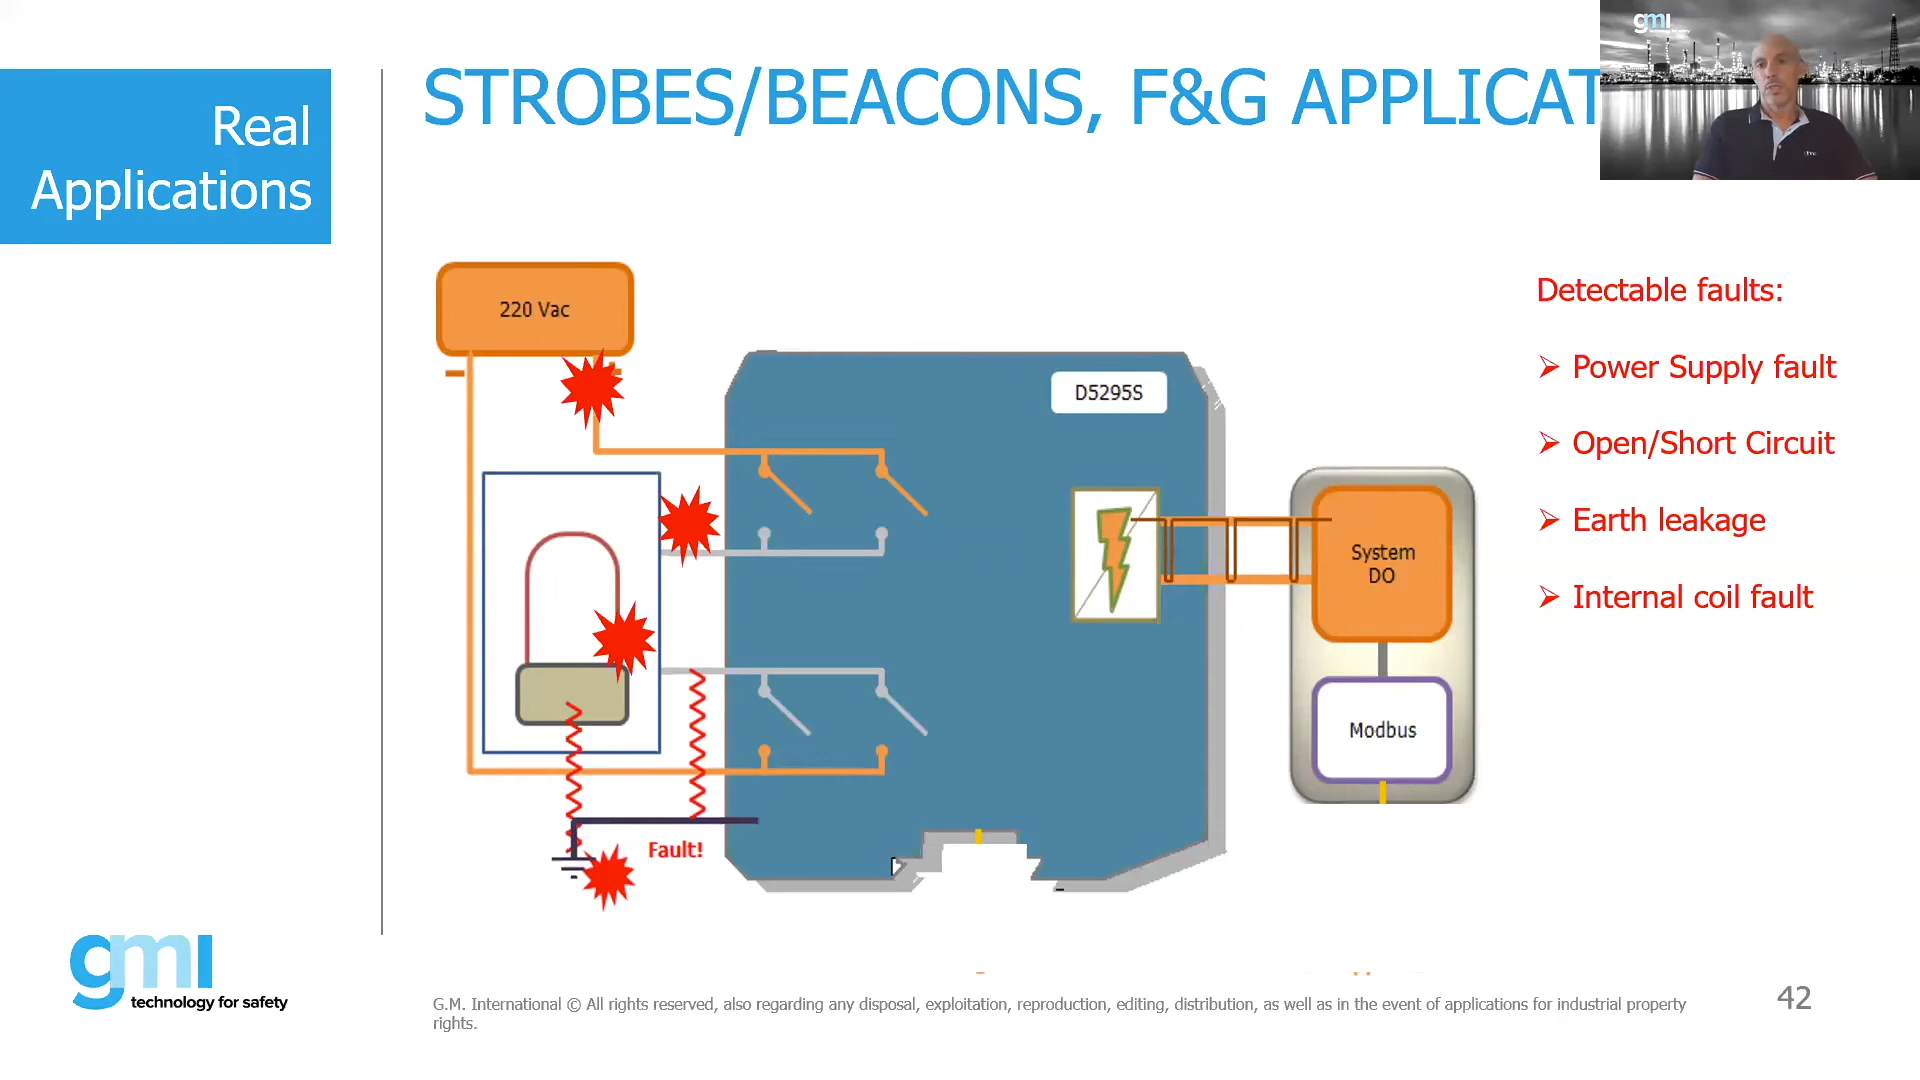 Real
Applications
STROBES/BEACONS, F&G APPLICAT
gmi
220 Vac
D5295S
System
DO
Modbus
Fault!
Detectable faults:
Power Supply fault
Open/Short Circuit
Earth leakage
Internal coil fault
gmi
technology for safety
G.M. International © All rights reserved, also regarding any disposal, exploitation, reproduction, editing, distribution, as well as in the event of applications for industrial property
rights.
42